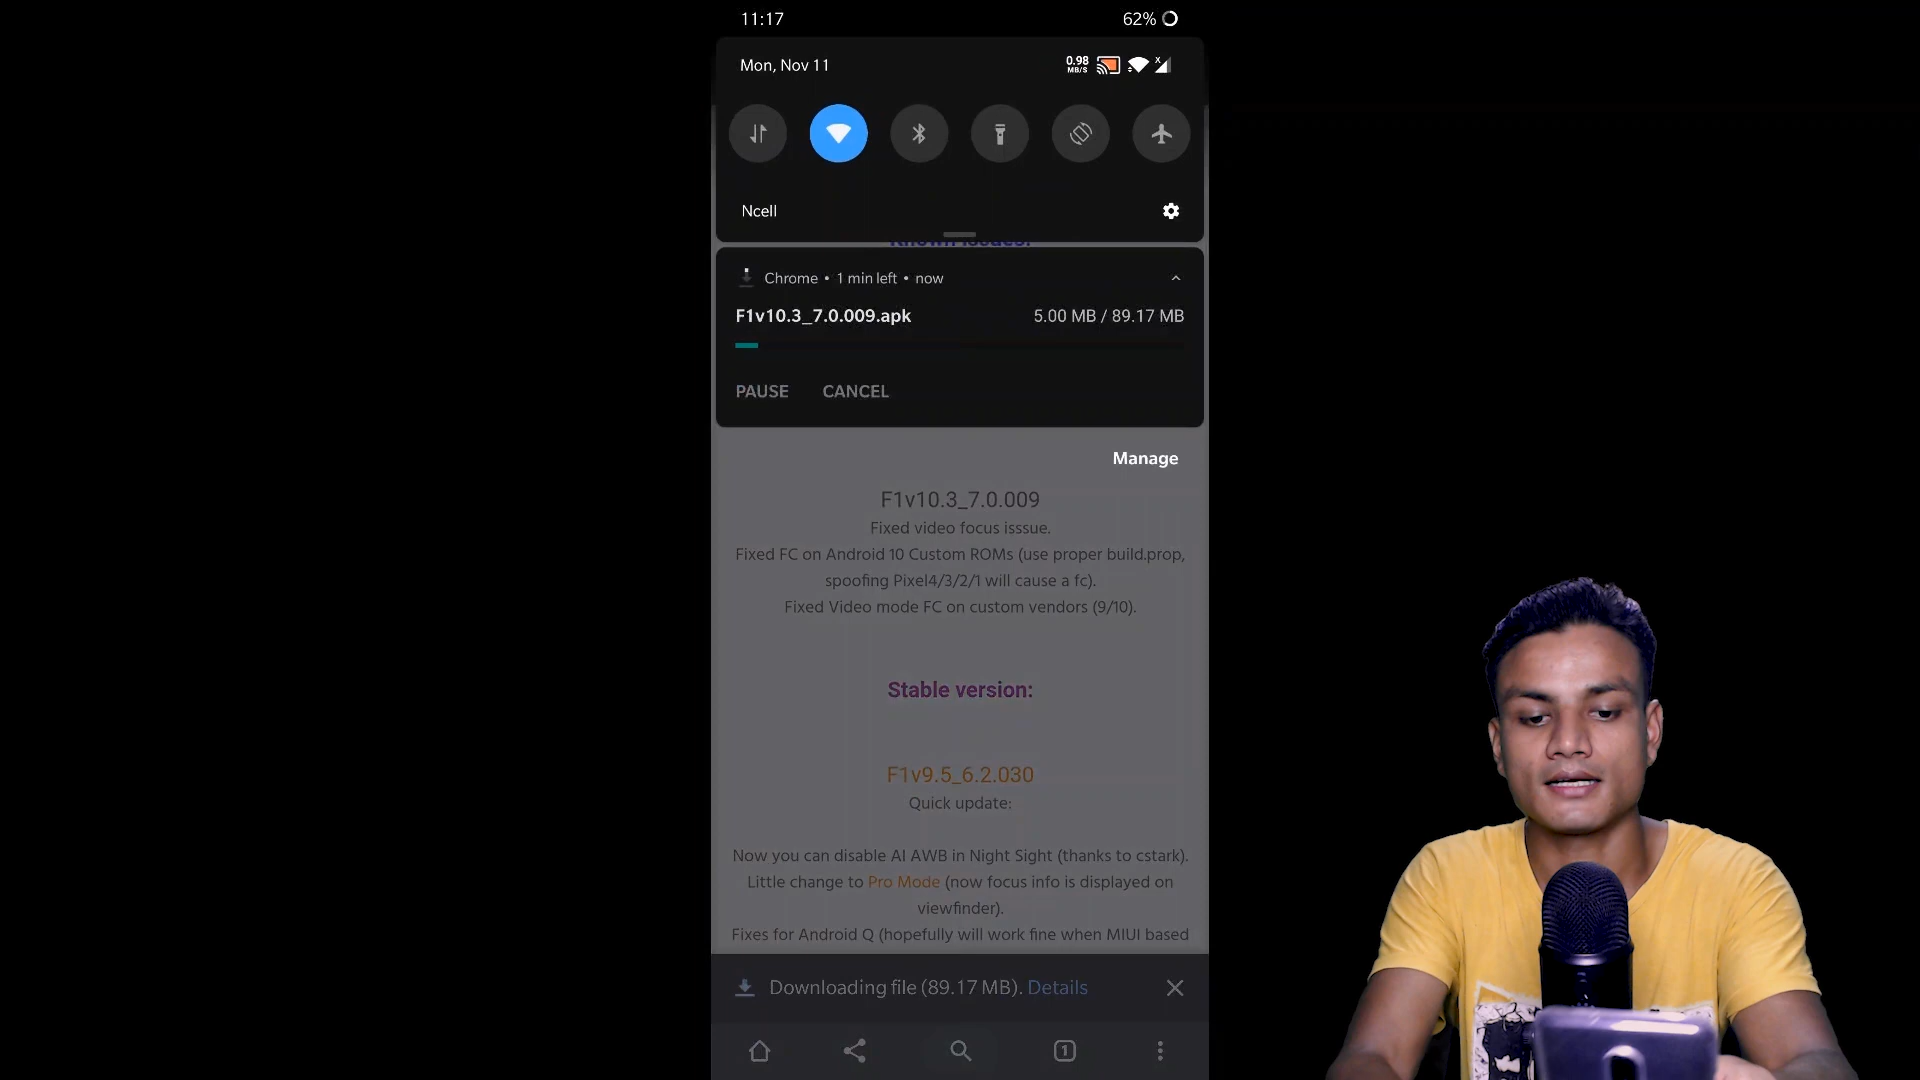 11:17
62%
Mon, Nov 11
0.98
MB/S
X
Ncell
Known issues:
Chrome • 1 min left • now
F1v10.3_7.0.009.apk
5.00 MB / 89.17 MB
PAUSE
CANCEL
Manage
F1v10.3_7.0.009
Fixed video focus isssue.
Fixed FC on Android 10 Custom ROMs (use proper build.prop,
spoofing Pixel4/3/2/1 will cause a fc).
Fixed Video mode FC on custom vendors (9/10).
Stable version:
F1v9.5_6.2.030
Quick update:
Now you can disable AI AWB in Night Sight (thanks to cstark).
Little change to Pro Mode (now focus info is displayed on
viewfinder).
Fixes for Android Q (hopefully will work fine when MIUI based
Downloading file (89.17 MB). Details
1